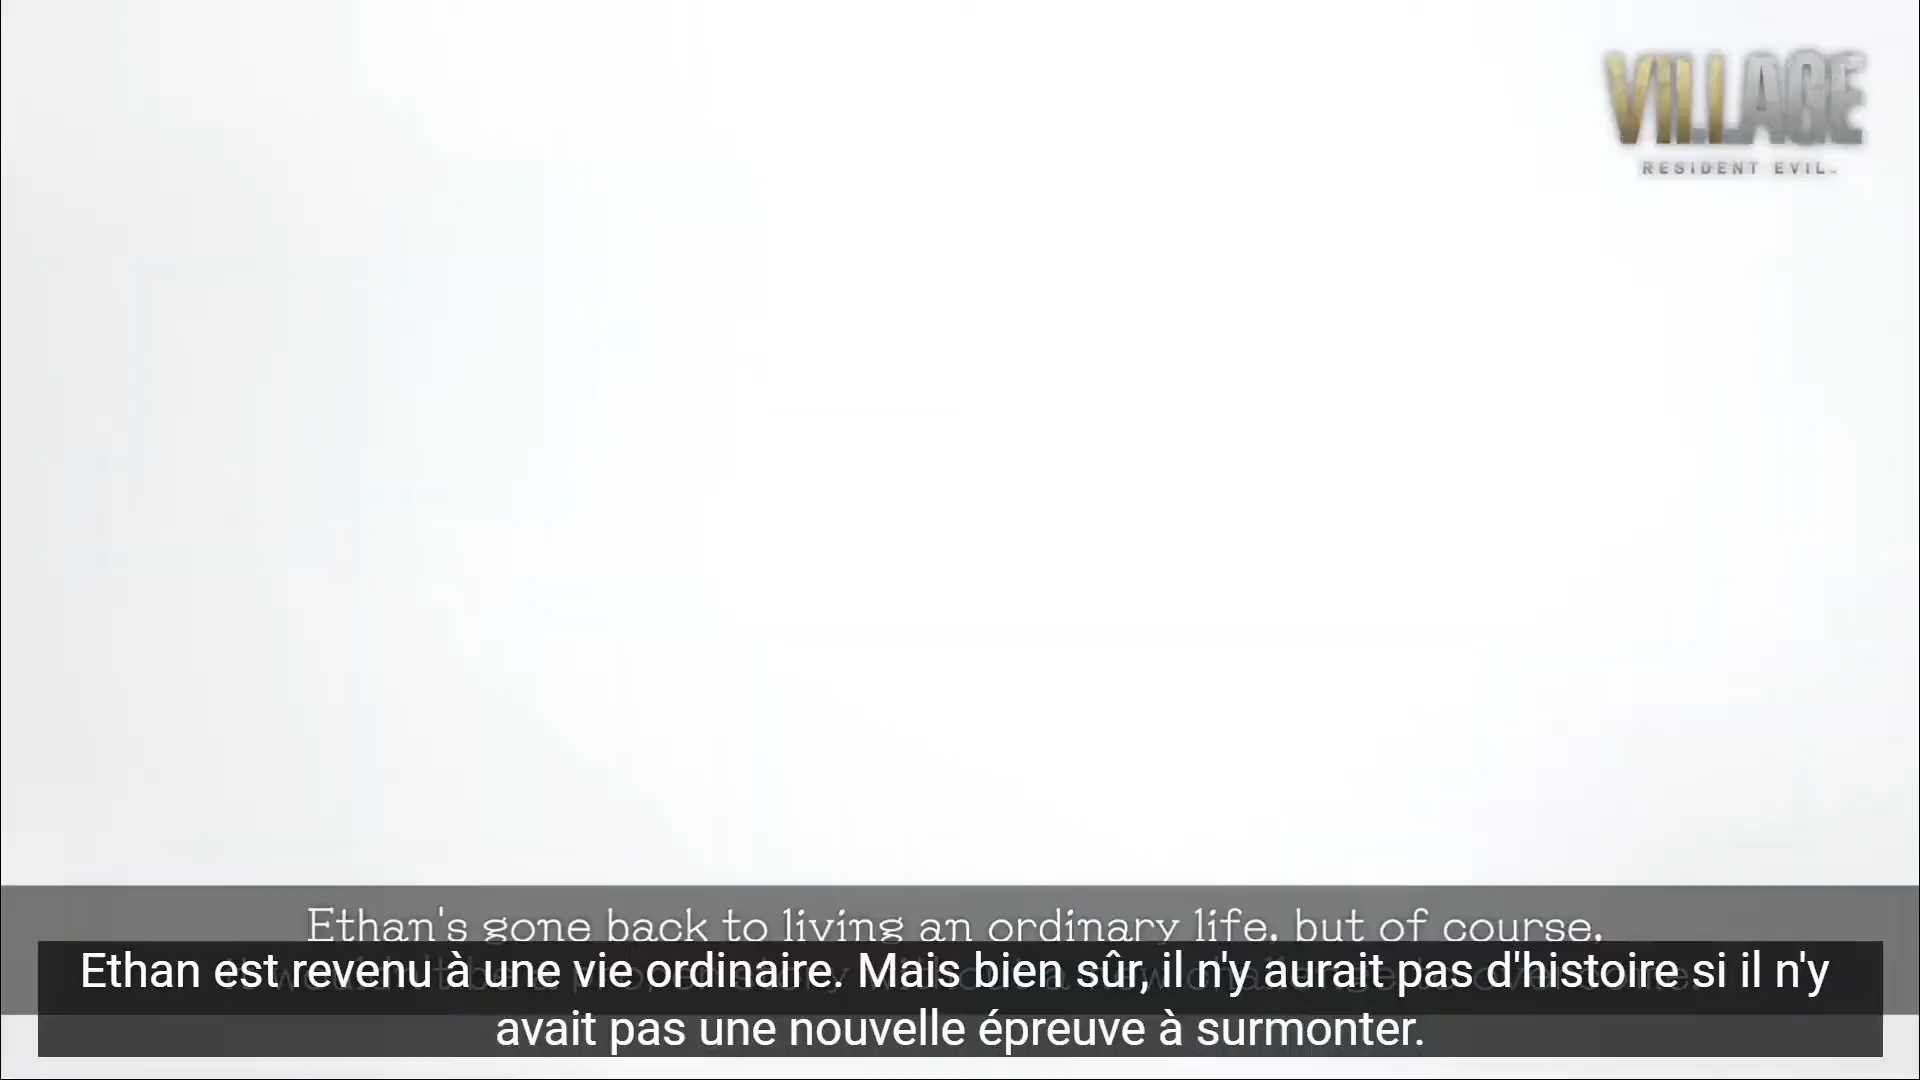 VILLAGE
RESIDENT EVIL™
Ethan's gone back to living an ordinary life, but of course,
Ethan est revenu à une vie ordinaire. Mais bien sûr, il n'y aurait pas d'histoire si il n'y
avait pas une nouvelle épreuve à surmonter.